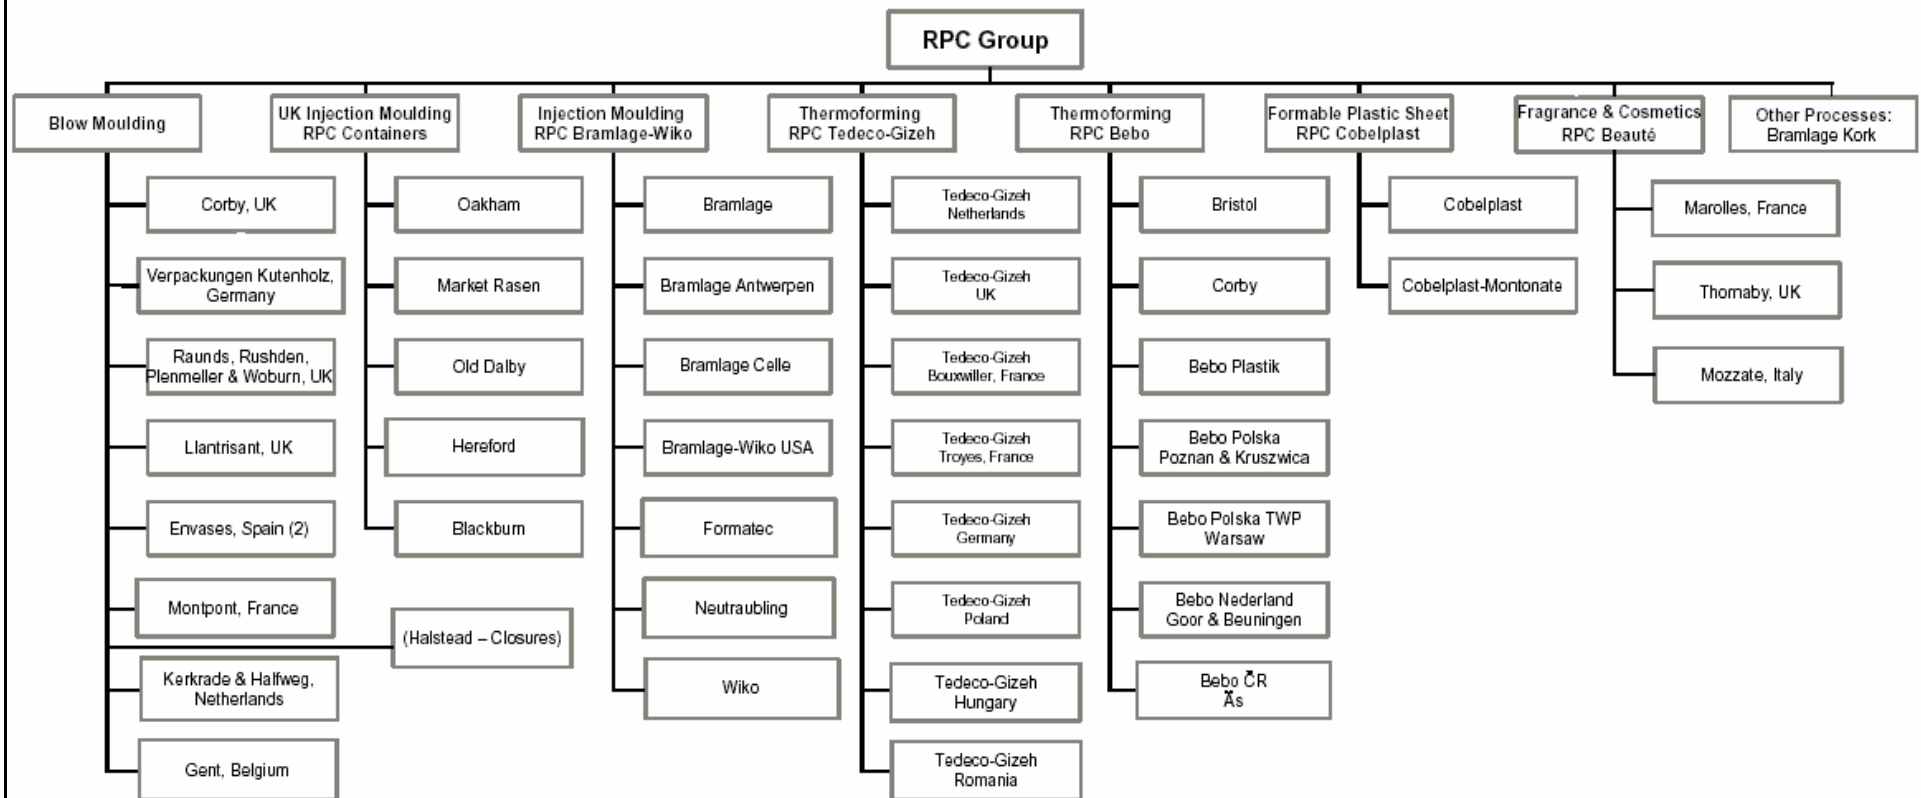 RPC Group
Blow Moulding
UK Injection Moulding
RPC Containers
Injection Moulding
RPC Bramlage-Wiko
Thermoforming
RPC Tedeco-Gizeh
Thermoforming
RPC Bebo
Formable Plastic Sheet
RPC Cobelplast
Fragrance & Cosmetics
RPC Beauté
Other Processes:
Bramlage Kork
Corby, UK
Verpackungen Kutenholz,
Germany
Raunds, Rushden,
Plenmeller & Woburn, UK
Llantrisant, UK
Envases, Spain (2)
Montpont, France
(Halstead – Closures)
Kerkrade & Halfweg,
Netherlands
Gent, Belgium
Oakham
Market Rasen
Old Dalby
Hereford
Blackburn
Bramlage
Bramlage Antwerpen
Bramlage Celle
Bramlage-Wiko USA
Formatec
Neutraubling
Wiko
Tedeco-Gizeh
Netherlands
Tedeco-Gizeh
UK
Tedeco-Gizeh
Bouxwiller, France
Tedeco-Gizeh
Troyes, France
Tedeco-Gizeh
Germany
Tedeco-Gizeh
Poland
Tedeco-Gizeh
Hungary
Tedeco-Gizeh
Romania
Bristol
Corby
Bebo Plastik
Bebo Polska
Poznan & Kruszwica
Bebo Polska TWP
Warsaw
Bebo Nederland
Goor & Beuningen
Bebo ČR
Ǎs
Cobelplast
Cobelplast-Montonate
Marolles, France
Thornaby, UK
Mozzate, Italy